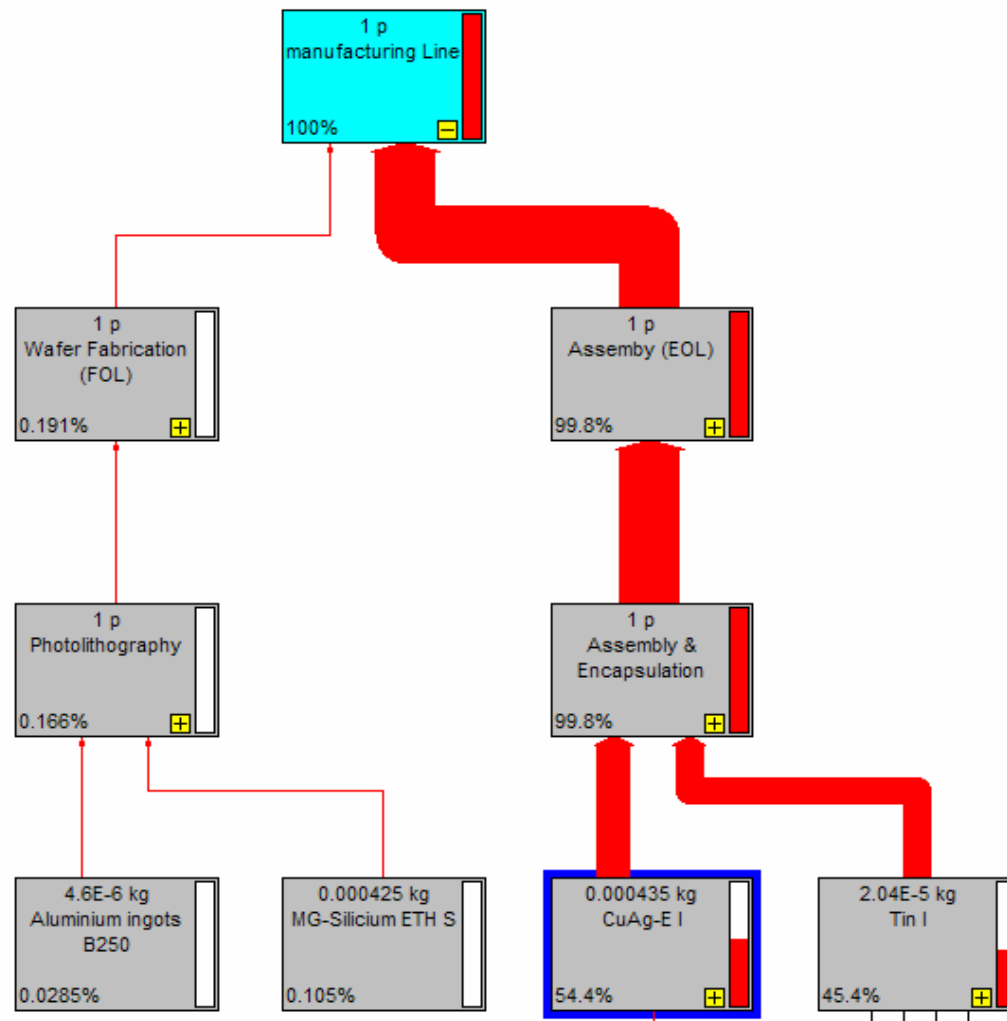 1 p
manufacturing Line
100%
1 p
Wafer Fabrication
(FOL)
0.191%
1 p
Assemby (EOL)
99.8%
1 p
Photolithography
0.166%
1 p
Assembly &
Encapsulation
99.8%
4.6E-6 kg
Aluminium ingots
B250
0.0285%
0.000425 kg
MG-Silicium ETH S
0.105%
0.000435 kg
CuAg-E I
54.4%
2.04E-5 kg
Tin I
45.4%